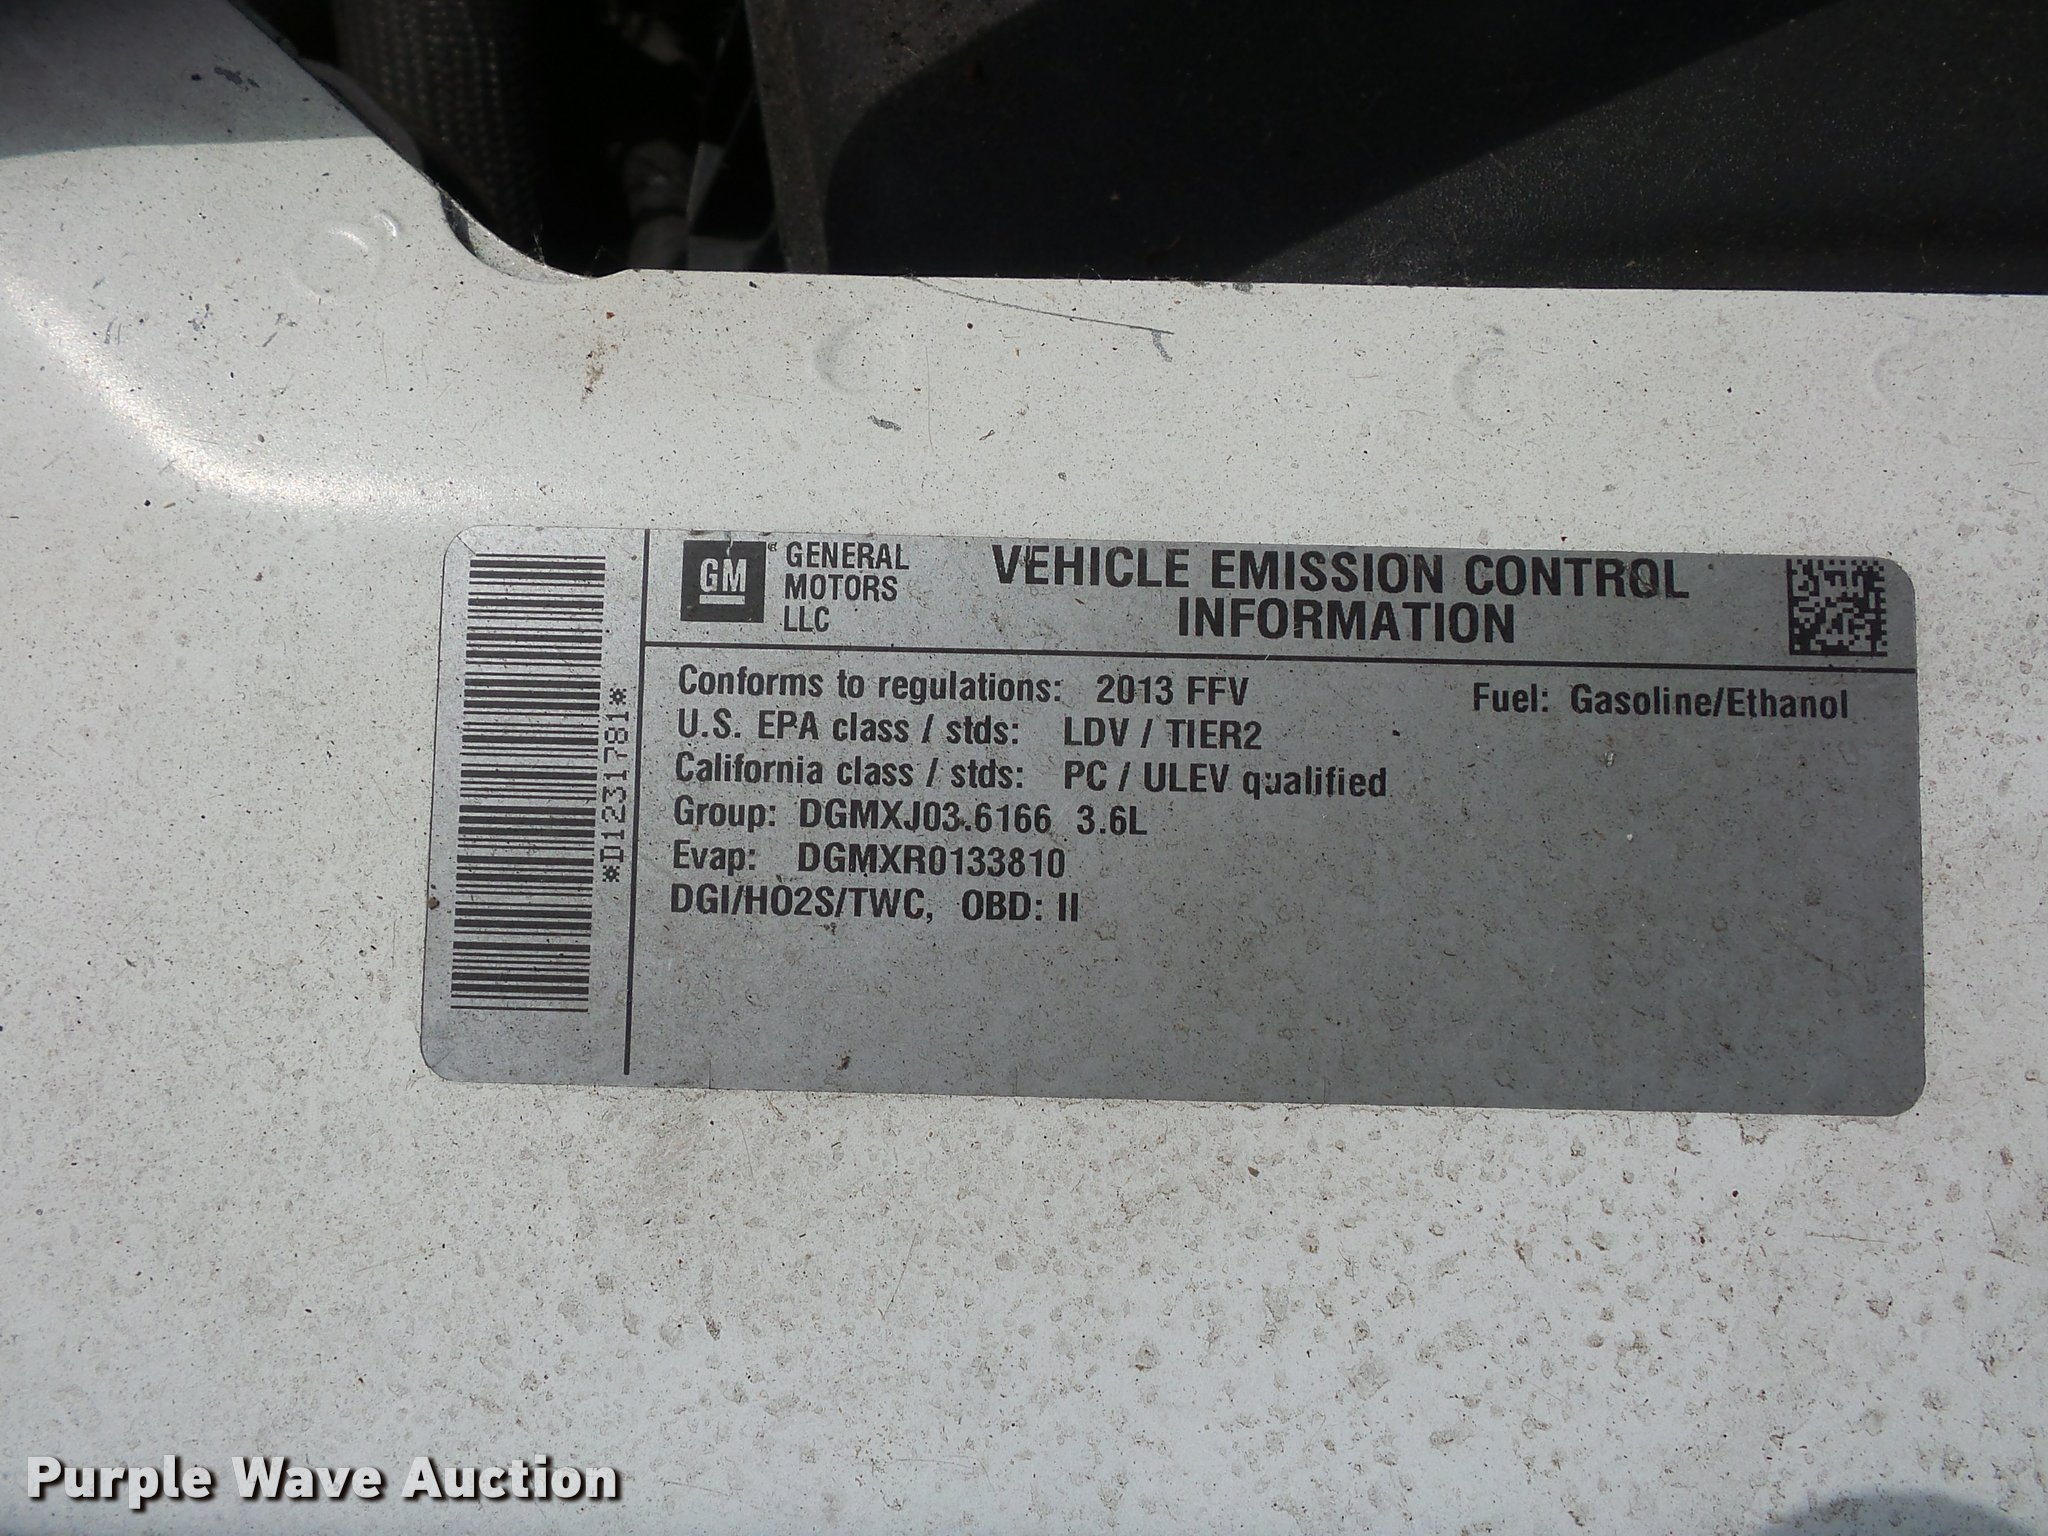 GM
GENERAL
MOTORS
LLC
VEHICLE EMISSION CONTROL
INFORMATION
Conforms to regulations: 2013 FFV
Fuel: Gasoline/Ethanol
U.S. EPA class / stds: LDV / TIER2
California class / stds: PC / ULEV qualified
Group: DGMXJ03.6166 3.6L
Evap: DGMXR0133810
DGI/HO2S/TWC, OBD: II
*D1231781*
Purple Wave Auction